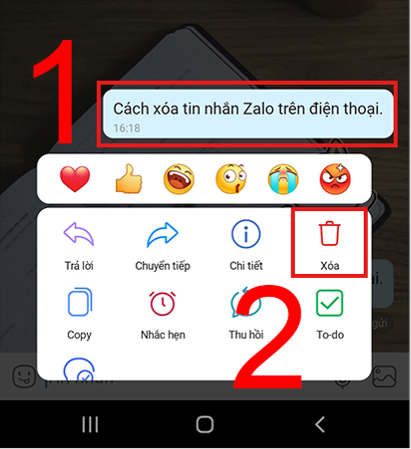 1
Cách xóa tin nhắn Zalo trên điện thoại.
16:18
Trả lời
Chuyển tiếp
Chi tiết
Xóa
Copy
Nhắc hẹn
Thu hồi
To-do
2